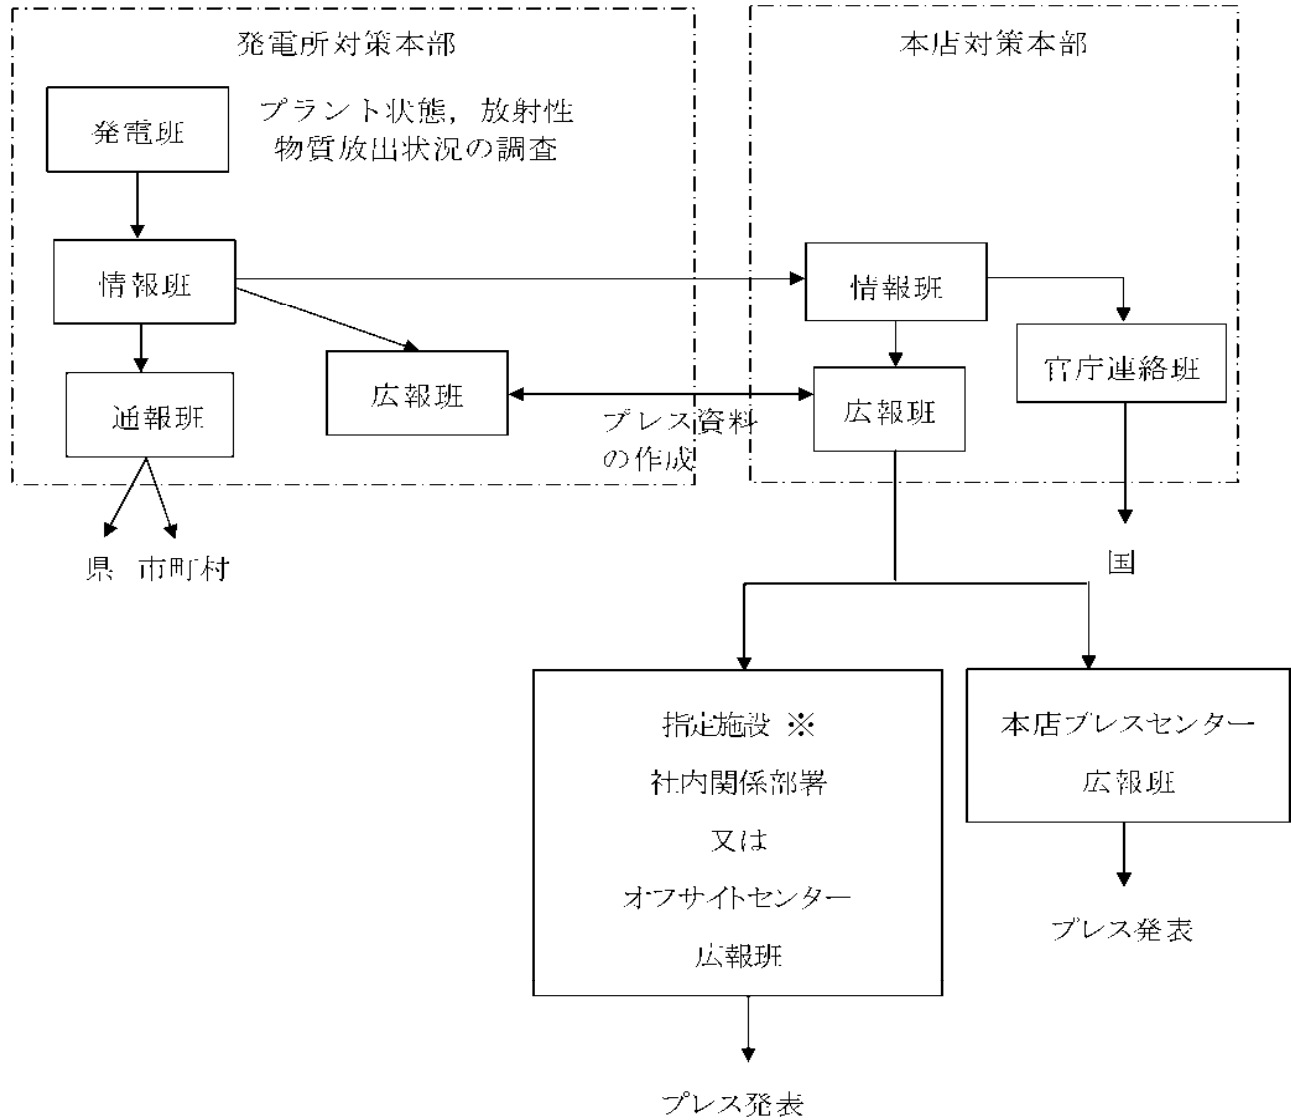 発電所対策本部
本店対策本部
発電班
プラント状態，放射性
物質放出状況の調査
情報班
情報班
広報班
官庁連絡班
通報班
広報班
プレス資料
の作成
県 市町村
国
指定施設 ※
社内関係部署
又は
オフサイトセンター
広報班
本店プレスセンター
広報班
プレス発表
プレス発表